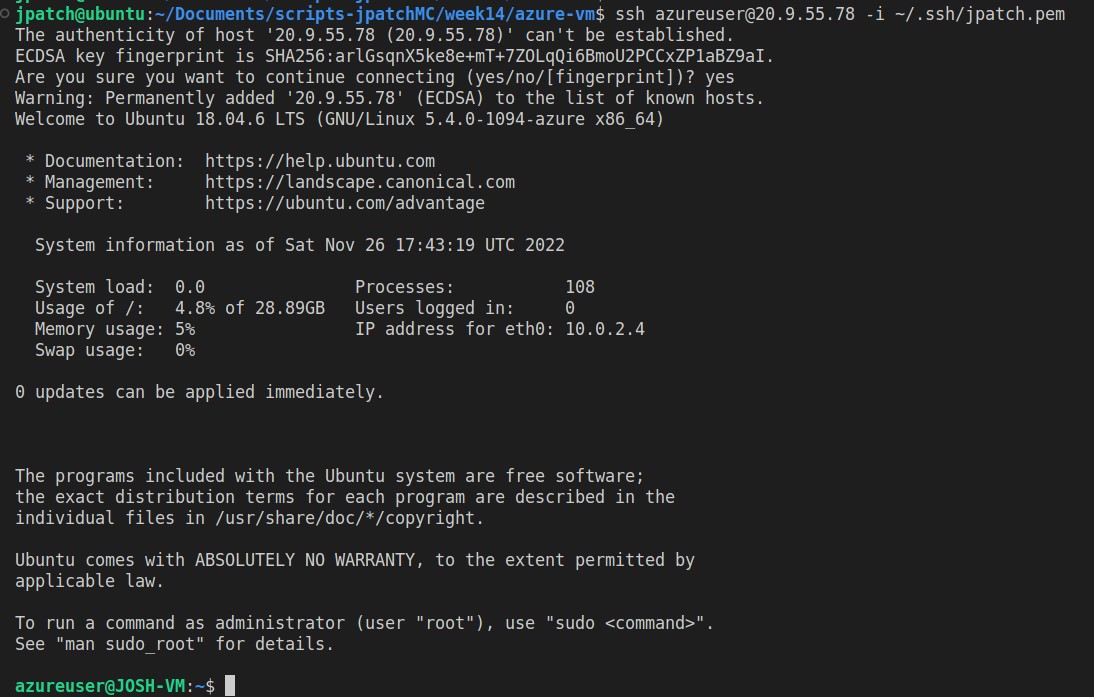 jpatch@ubuntu:~/Documents/scripts-jpatchMC/week14/azure-vm$ ssh azureuser@20.9.55.78 -i ~/.ssh/jpatch.pem
The authenticity of host '20.9.55.78 (20.9.55.78)' can't be established.
ECDSA key fingerprint is SHA256:arlGsqnX5ke8e+mT+7ZOLqQi6BmoU2PCCxZP1aBZ9aI.
Are you sure you want to continue connecting (yes/no/[fingerprint])? yes
Warning: Permanently added '20.9.55.78' (ECDSA) to the list of known hosts.
Welcome to Ubuntu 18.04.6 LTS (GNU/Linux 5.4.0-1094-azure x86_64)

 * Documentation:  https://help.ubuntu.com
 * Management:     https://landscape.canonical.com
 * Support:        https://ubuntu.com/advantage

  System information as of Sat Nov 26 17:43:19 UTC 2022

  System load:  0.0               Processes:           108
  Usage of /:   4.8% of 28.89GB   Users logged in:     0
  Memory usage: 5%                IP address for eth0: 10.0.2.4
  Swap usage:   0%

0 updates can be applied immediately.

The programs included with the Ubuntu system are free software;
the exact distribution terms for each program are described in the
individual files in /usr/share/doc/*/copyright.

Ubuntu comes with ABSOLUTELY NO WARRANTY, to the extent permitted by
applicable law.

To run a command as administrator (user "root"), use "sudo <command>".
See "man sudo_root" for details.

azureuser@JOSH-VM:~$